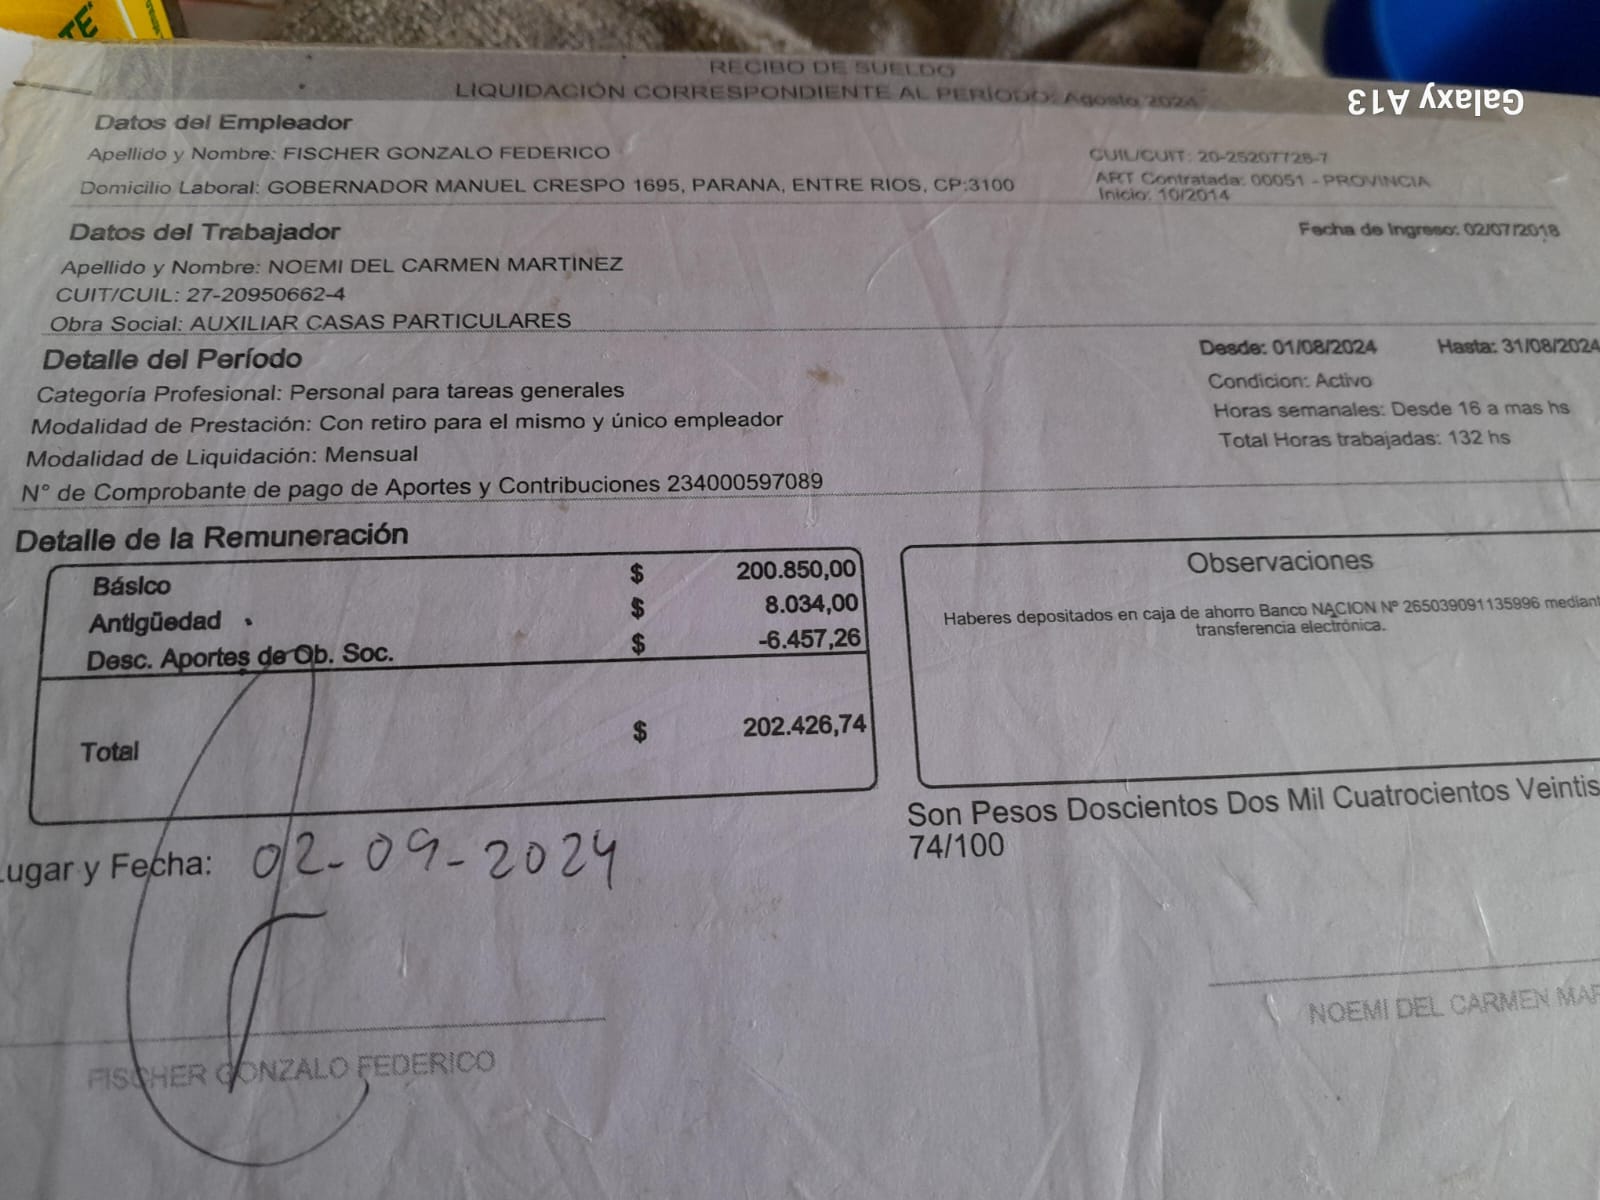 TE
Galaxy A13
RECIBO DE SUELDO
LIQUIDACIÓN CORRESPONDIENTE AL PERÍODO: Agosto 2024
Datos del Empleador
Apellido y Nombre: FISCHER GONZALO FEDERICO
CUIL/CUIT: 20-25207728-7
Domicilio Laboral: GOBERNADOR MANUEL CRESPO 1695, PARANA, ENTRE RIOS, CP:3100
ART Contratada: 00051 - PROVINCIA
Inicio: 10/2014
Datos del Trabajador
Fecha de Ingreso: 02/07/2018
Apellido y Nombre: NOEMI DEL CARMEN MARTINEZ
CUIT/CUIL: 27-20950662-4
Obra Social: AUXILIAR CASAS PARTICULARES
Detalle del Período
Desde: 01/08/2024 Hasta: 31/08/2024
Categoría Profesional: Personal para tareas generales
Condicion: Activo
Modalidad de Prestación: Con retiro para el mismo y único empleador
Horas semanales: Desde 16 a mas hs
Modalidad de Liquidación: Mensual
Total Horas trabajadas: 132 hs
N° de Comprobante de pago de Aportes y Contribuciones 234000597089
Detalle de la Remuneración
Básico $ 200.850,00
Antigüedad $ 8.034,00
Desc. Aportes de Ob. Soc. $ -6.457,26
Total $ 202.426,74
Observaciones
Haberes depositados en caja de ahorro Banco NACION Nº 265039091135996 mediant
transferencia electrónica.
Son Pesos Doscientos Dos Mil Cuatrocientos Veintis
74/100
Lugar y Fecha: 02-09-2024
FISCHER GONZALO FEDERICO
NOEMI DEL CARMEN MAR